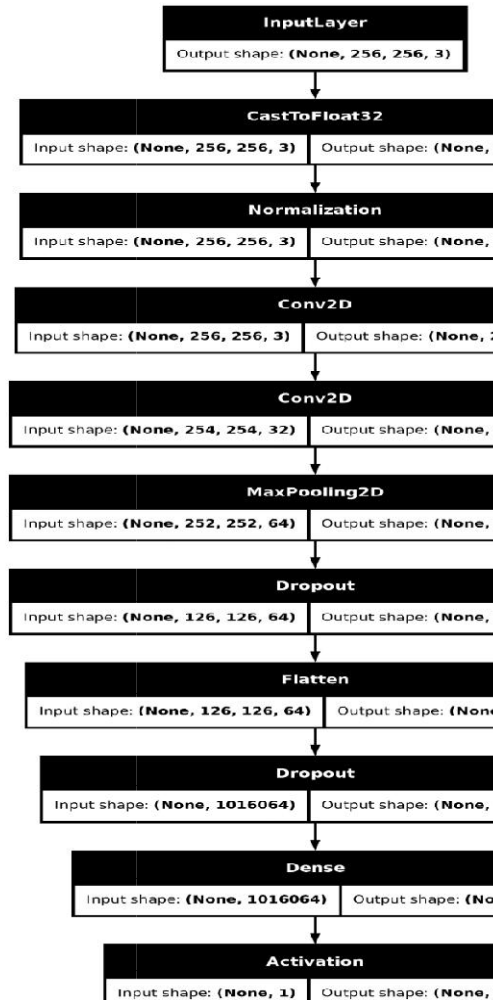 InputLayer
Output shape: (None, 256, 256, 3)
CastToFloat32
Input shape: (None, 256, 256, 3) Output shape: (None,
Normalization
Input shape: (None, 256, 256, 3) Output shape: (None,
Conv2D
Input shape: (None, 256, 256, 3) Output shape: (None,
Conv2D
Input shape: (None, 254, 254, 32) Output shape: (None,
MaxPooling2D
Input shape: (None, 252, 252, 64) Output shape: (None,
Dropout
Input shape: (None, 126, 126, 64) Output shape: (None,
Flatten
Input shape: (None, 126, 126, 64) Output shape: (None
Dropout
Input shape: (None, 1016064) Output shape: (None,
Dense
Input shape: (None, 1016064) Output shape:
Activation
Input shape: (None, 1) Output shape: (None,